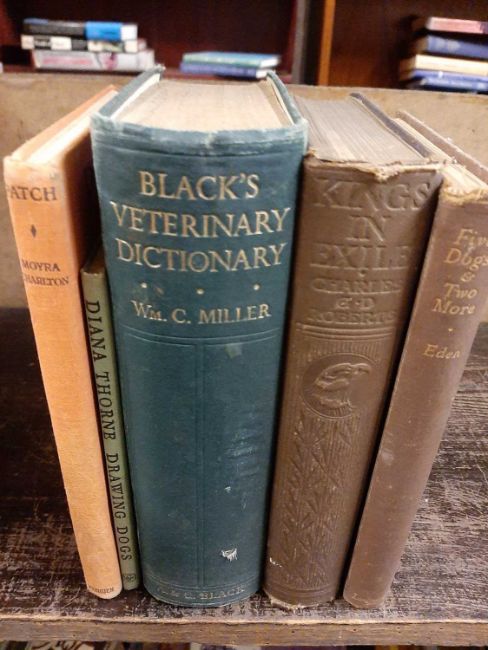 ATCH
MOYRA
CHARLTON
DIANA THORNE DRAWING DOGS
BLACK'S
VETERINARY
DICTIONARY
WM. C. MILLER
A & C. BLACK
KINGS
IN
EXILE
CHARLES
G·D
ROBERTS
Five
Dogs
&
Two
More
Eden